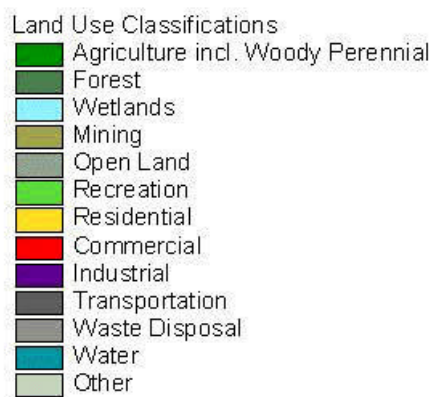 Land Use Classifications
Agriculture incl. Woody Perennial
Forest
Wetlands
Mining
Open Land
Recreation
Residential
Commercial
Industrial
Transportation
Waste Disposal
Water
Other